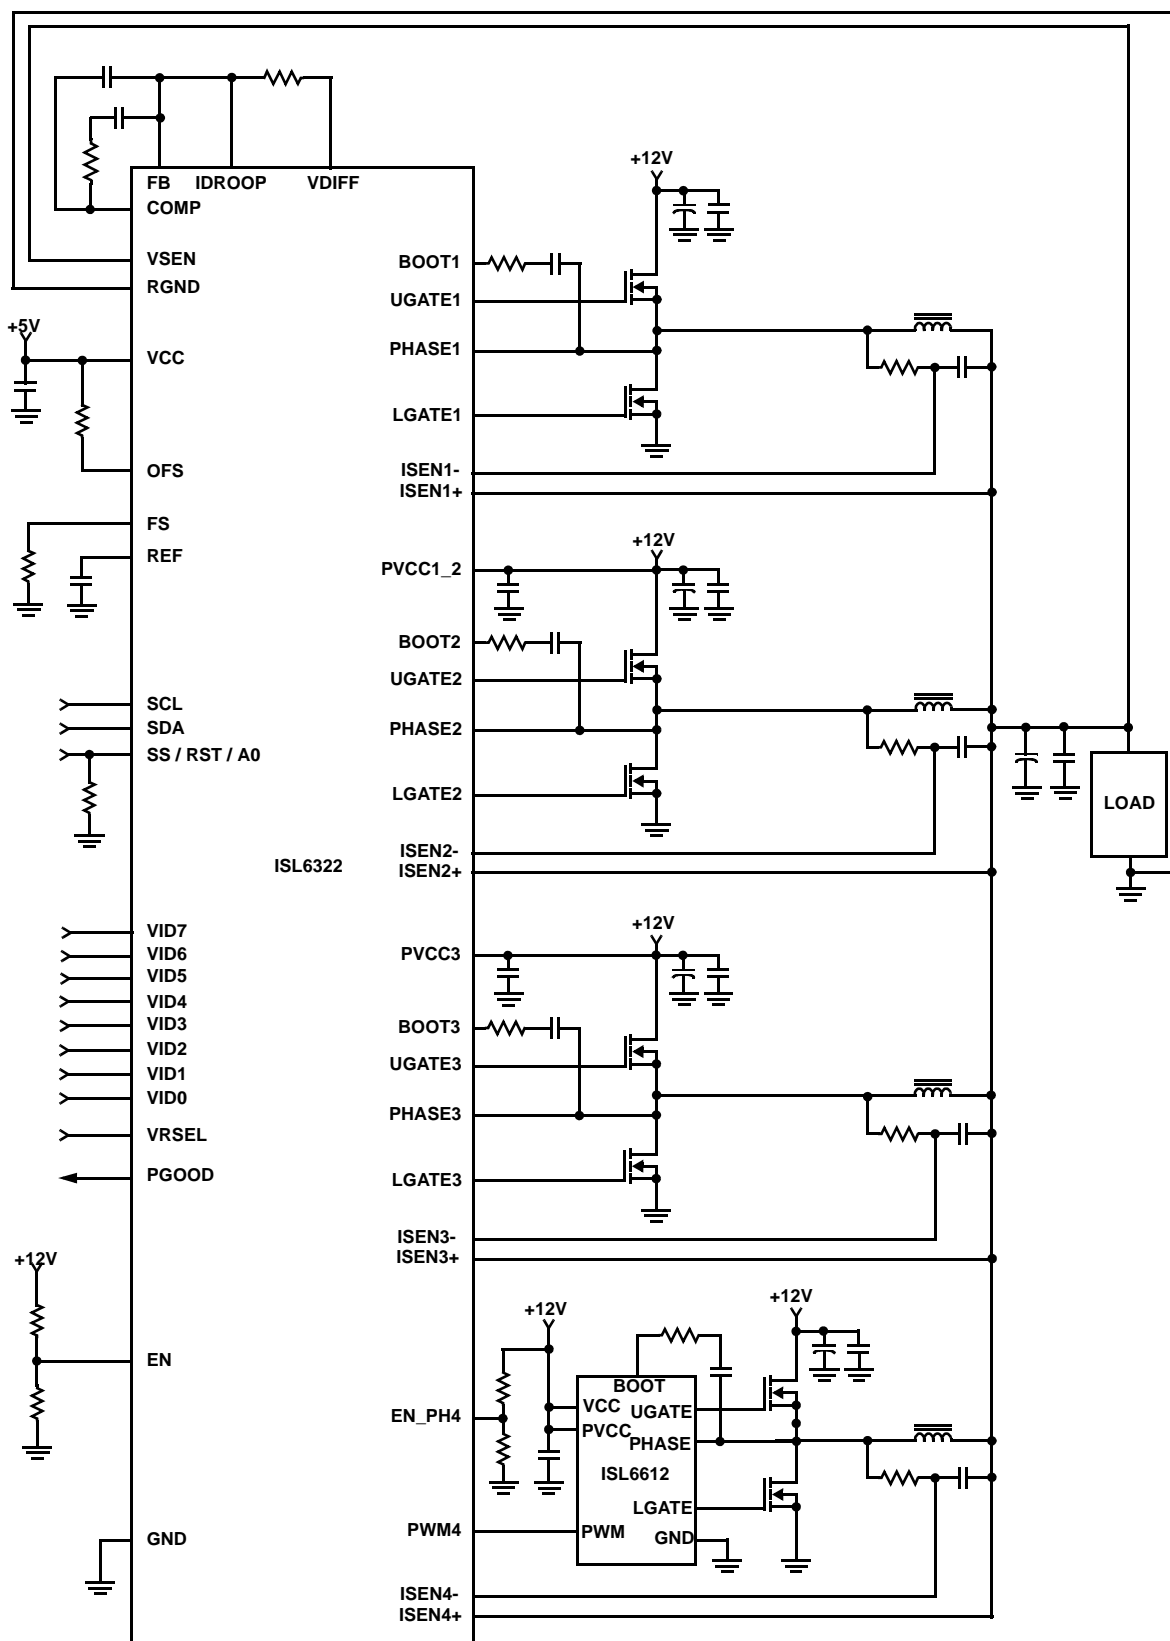 FB IDROOP VDIFF
COMP
VSEN
RGND
+5V
VCC
OFS
FS
REF
SCL
SDA
SS / RST / A0
ISL6322
VID7
VID6
VID5
VID4
VID3
VID2
VID1
VID0
VRSEL
PGOOD
+12V
EN
GND
+12V
BOOT1
UGATE1
PHASE1
LGATE1
ISEN1-
ISEN1+
+12V
PVCC1_2
BOOT2
UGATE2
PHASE2
LGATE2
ISEN2-
ISEN2+
LOAD
+12V
PVCC3
BOOT3
UGATE3
PHASE3
LGATE3
ISEN3-
ISEN3+
+12V
+12V
EN_PH4
BOOT
VCC
UGATE
PVCC
PHASE
ISL6612
LGATE
PWM4
PWM
GND
ISEN4-
ISEN4+